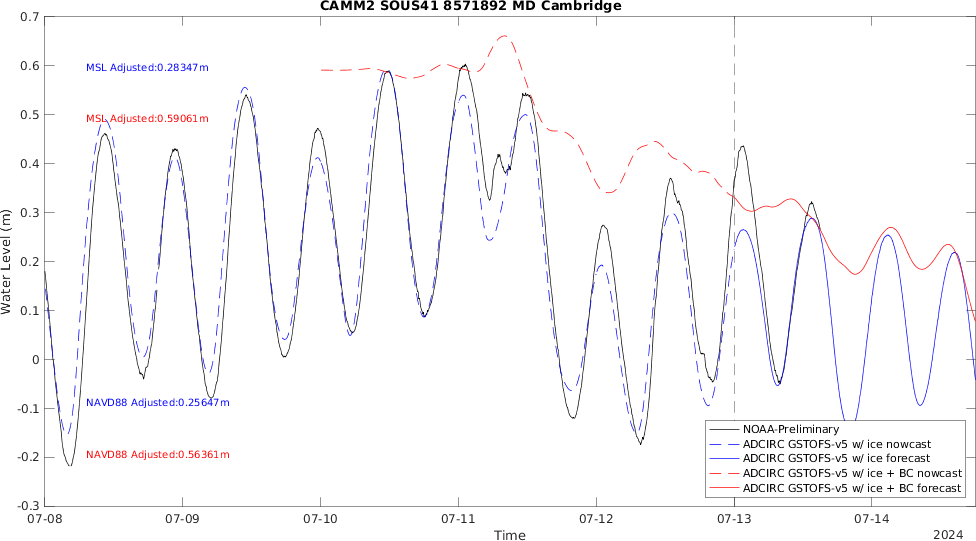 CAMM2 SOUS41 8571892 MD Cambridge
0.7
0.6
0.5
0.4
0.3
0.2
0.1
0
-0.1
-0.2
-0.3
Water Level (m)
MSL Adjusted:0.28347m
MSL Adjusted:0.59061m
NAVD88 Adjusted:0.25647m
NAVD88 Adjusted:0.56361m
NOAA-Preliminary
ADCIRC GSTOFS-v5 w/ ice nowcast
ADCIRC GSTOFS-v5 w/ ice forecast
ADCIRC GSTOFS-v5 w/ ice + BC nowcast
ADCIRC GSTOFS-v5 w/ ice + BC forecast
07-08 07-09 07-10 07-11 07-12 07-13 07-14
Time
2024